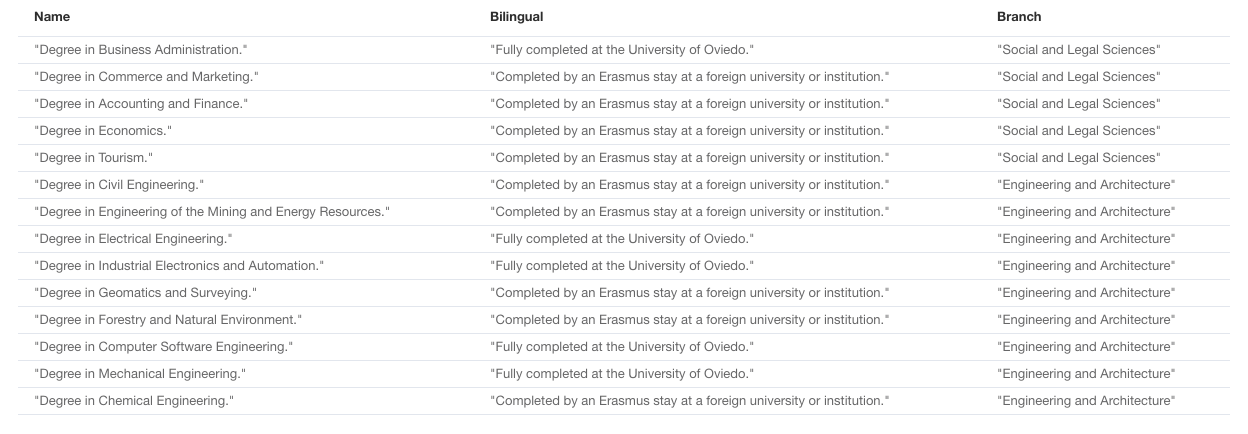 Name Bilingual Branch
"Degree in Business Administration." "Fully completed at the University of Oviedo." "Social and Legal Sciences"
"Degree in Commerce and Marketing." "Completed by an Erasmus stay at a foreign university or institution." "Social and Legal Sciences"
"Degree in Accounting and Finance." "Completed by an Erasmus stay at a foreign university or institution." "Social and Legal Sciences"
"Degree in Economics." "Completed by an Erasmus stay at a foreign university or institution." "Social and Legal Sciences"
"Degree in Tourism." "Completed by an Erasmus stay at a foreign university or institution." "Social and Legal Sciences"
"Degree in Civil Engineering." "Completed by an Erasmus stay at a foreign university or institution." "Engineering and Architecture"
"Degree in Engineering of the Mining and Energy Resources." "Completed by an Erasmus stay at a foreign university or institution." "Engineering and Architecture"
"Degree in Electrical Engineering." "Fully completed at the University of Oviedo." "Engineering and Architecture"
"Degree in Industrial Electronics and Automation." "Fully completed at the University of Oviedo." "Engineering and Architecture"
"Degree in Geomatics and Surveying." "Completed by an Erasmus stay at a foreign university or institution." "Engineering and Architecture"
"Degree in Forestry and Natural Environment." "Completed by an Erasmus stay at a foreign university or institution." "Engineering and Architecture"
"Degree in Computer Software Engineering." "Fully completed at the University of Oviedo." "Engineering and Architecture"
"Degree in Mechanical Engineering." "Fully completed at the University of Oviedo." "Engineering and Architecture"
"Degree in Chemical Engineering." "Completed by an Erasmus stay at a foreign university or institution." "Engineering and Architecture"